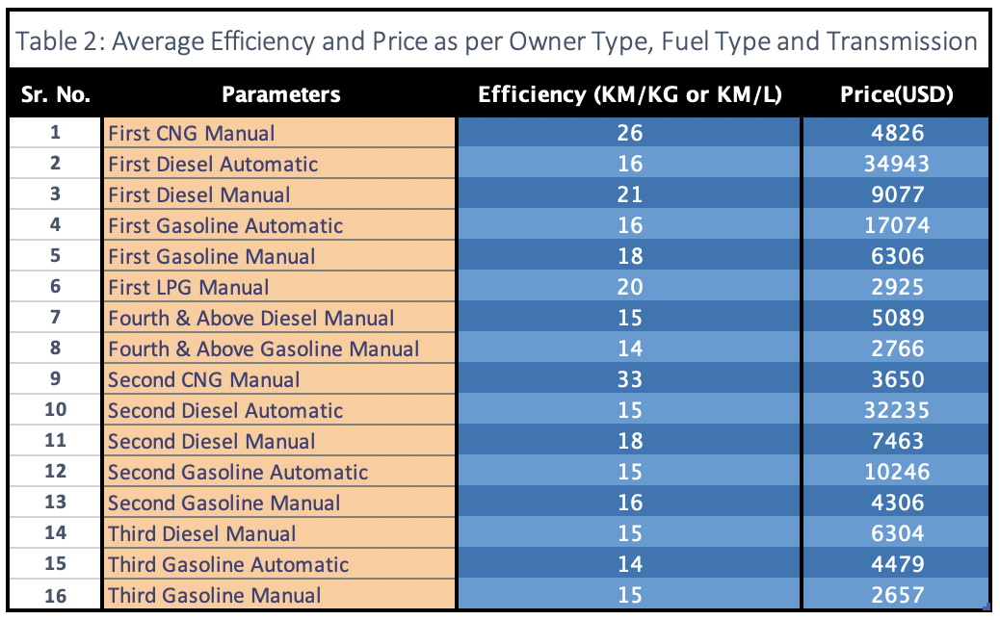 Table 2: Average Efficiency and Price as per Owner Type, Fuel Type and Transmission
Sr. No. Parameters Efficiency (KM/KG or KM/L) Price(USD)
1 First CNG Manual 26 4826
2 First Diesel Automatic 16 34943
3 First Diesel Manual 21 9077
4 First Gasoline Automatic 16 17074
5 First Gasoline Manual 18 6306
6 First LPG Manual 20 2925
7 Fourth & Above Diesel Manual 15 5089
8 Fourth & Above Gasoline Manual 14 2766
9 Second CNG Manual 33 3650
10 Second Diesel Automatic 15 32235
11 Second Diesel Manual 18 7463
12 Second Gasoline Automatic 15 10246
13 Second Gasoline Manual 16 4306
14 Third Diesel Manual 15 6304
15 Third Gasoline Automatic 14 4479
16 Third Gasoline Manual 15 2657